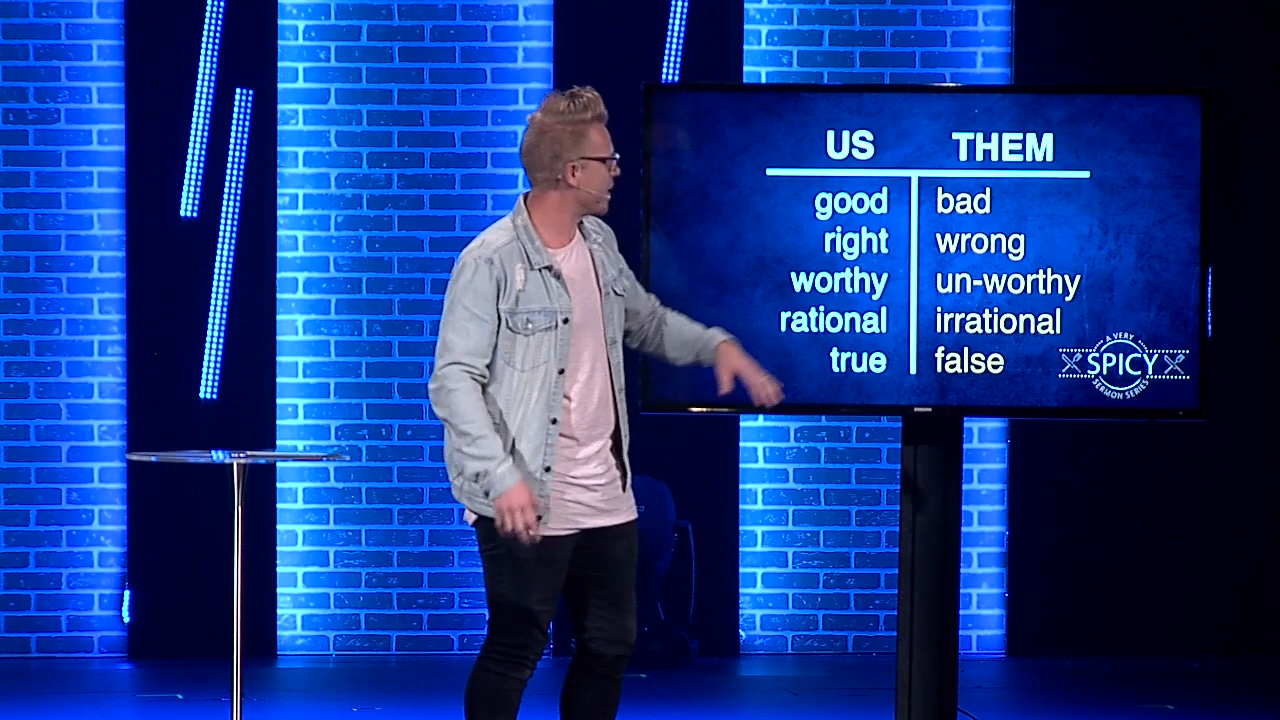 US THEM
good bad
right wrong
worthy un-worthy
rational irrational
true false
A VERY
SPICY
SERMON SERIES